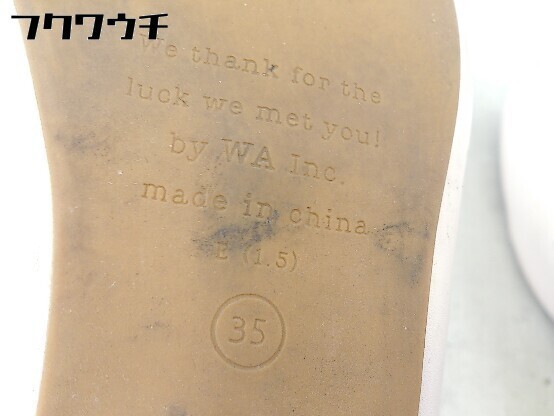 フクウウチ
We thank for the
luck we met you!
by WA Inc.
made in china
E (1.5)
35